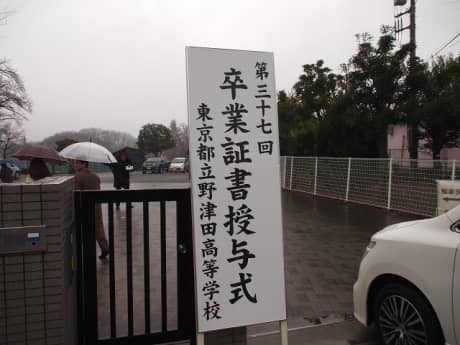 第三十七回
卒業証書授与式
東京都立野津田高等学校